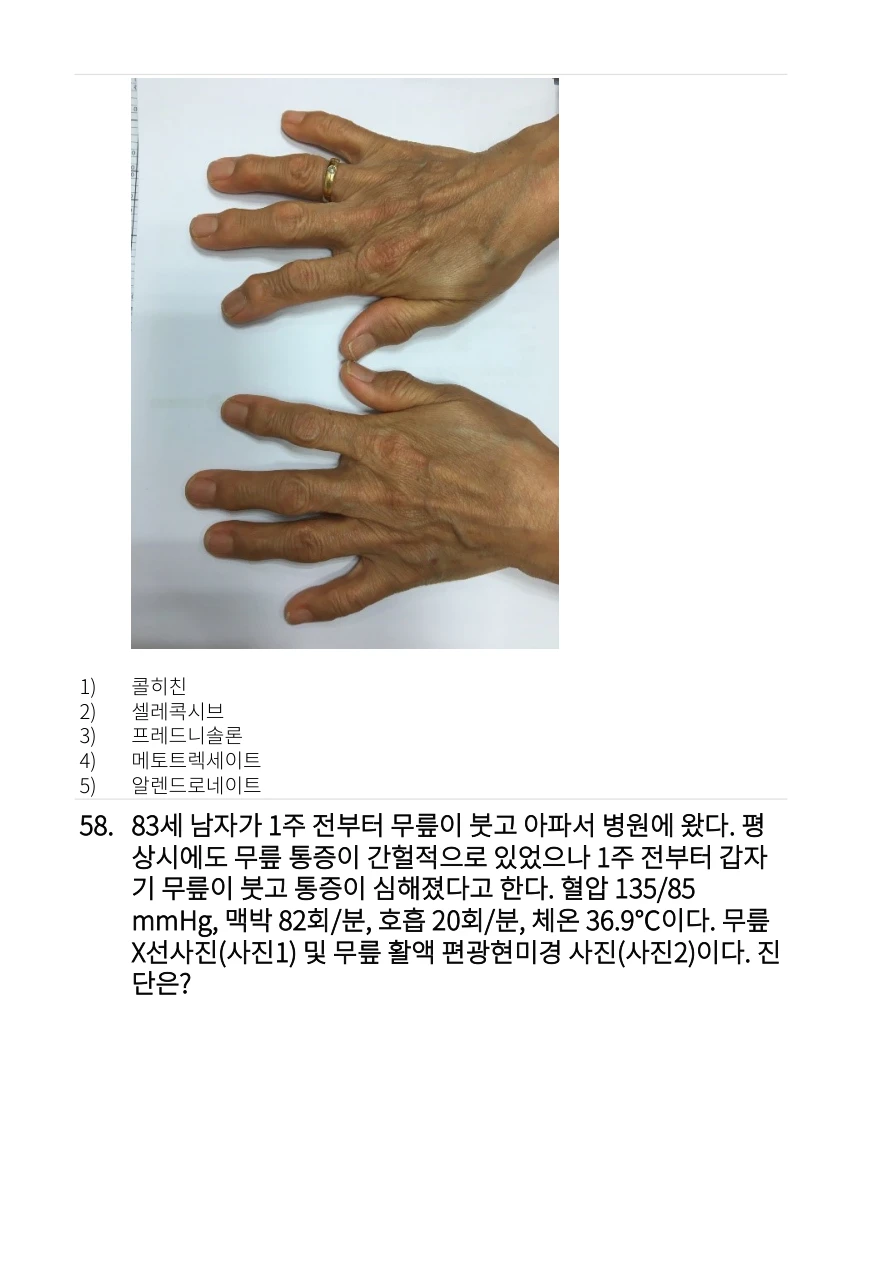 1) 콜히친
2) 셀레콕시브
3) 프레드니솔론
4) 메토트렉세이트
5) 알렌드로네이트
58. 83세 남자가 1주 전부터 무릎이 붓고 아파서 병원에 왔다. 평
상시에도 무릎 통증이 간헐적으로 있었으나 1주 전부터 갑자
기 무릎이 붓고 통증이 심해졌다고 한다. 혈압 135/85
mmHg, 맥박 82회/분, 호흡 20회/분, 체온 36.9℃이다. 무릎
X선사진(사진1) 및 무릎 활액 편광현미경 사진(사진2)이다. 진
단은?